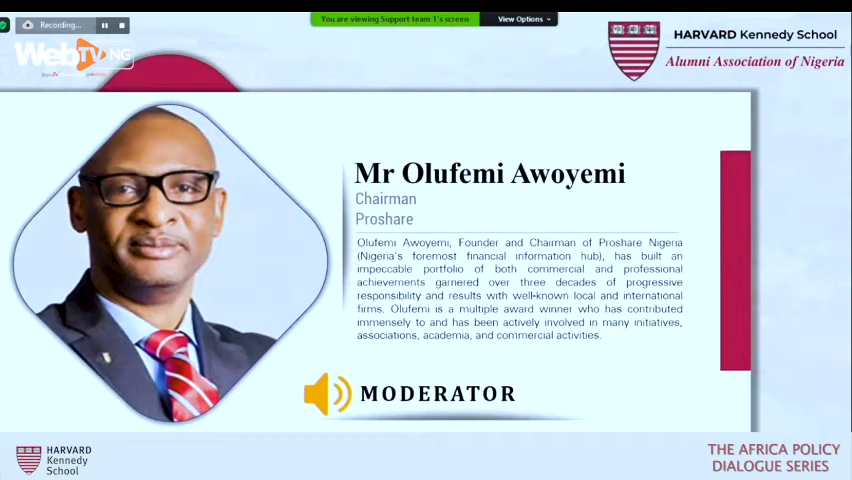 Recording...
You are viewing Support team 1's screen
View Options
WebTV NG
HARVARD Kennedy School
Alumni Association of Nigeria
Mr Olufemi Awoyemi
Chairman
Proshare
Olufemi Awoyemi, Founder and Chairman of Proshare Nigeria
(Nigeria`s foremost financial information hub), has built an
impeccable portfolio of both commercial and professional
achievements garnered over three decades of progressive
responsibility and results with well-known local and international
firms. Olufemi is a multiple award winner who has contributed
immensely to and has been actively involved in many initiatives,
associations, academia, and commercial activities.
MODERATOR
HARVARD
Kennedy
School
THE AFRICA POLICY
DIALOGUE SERIES